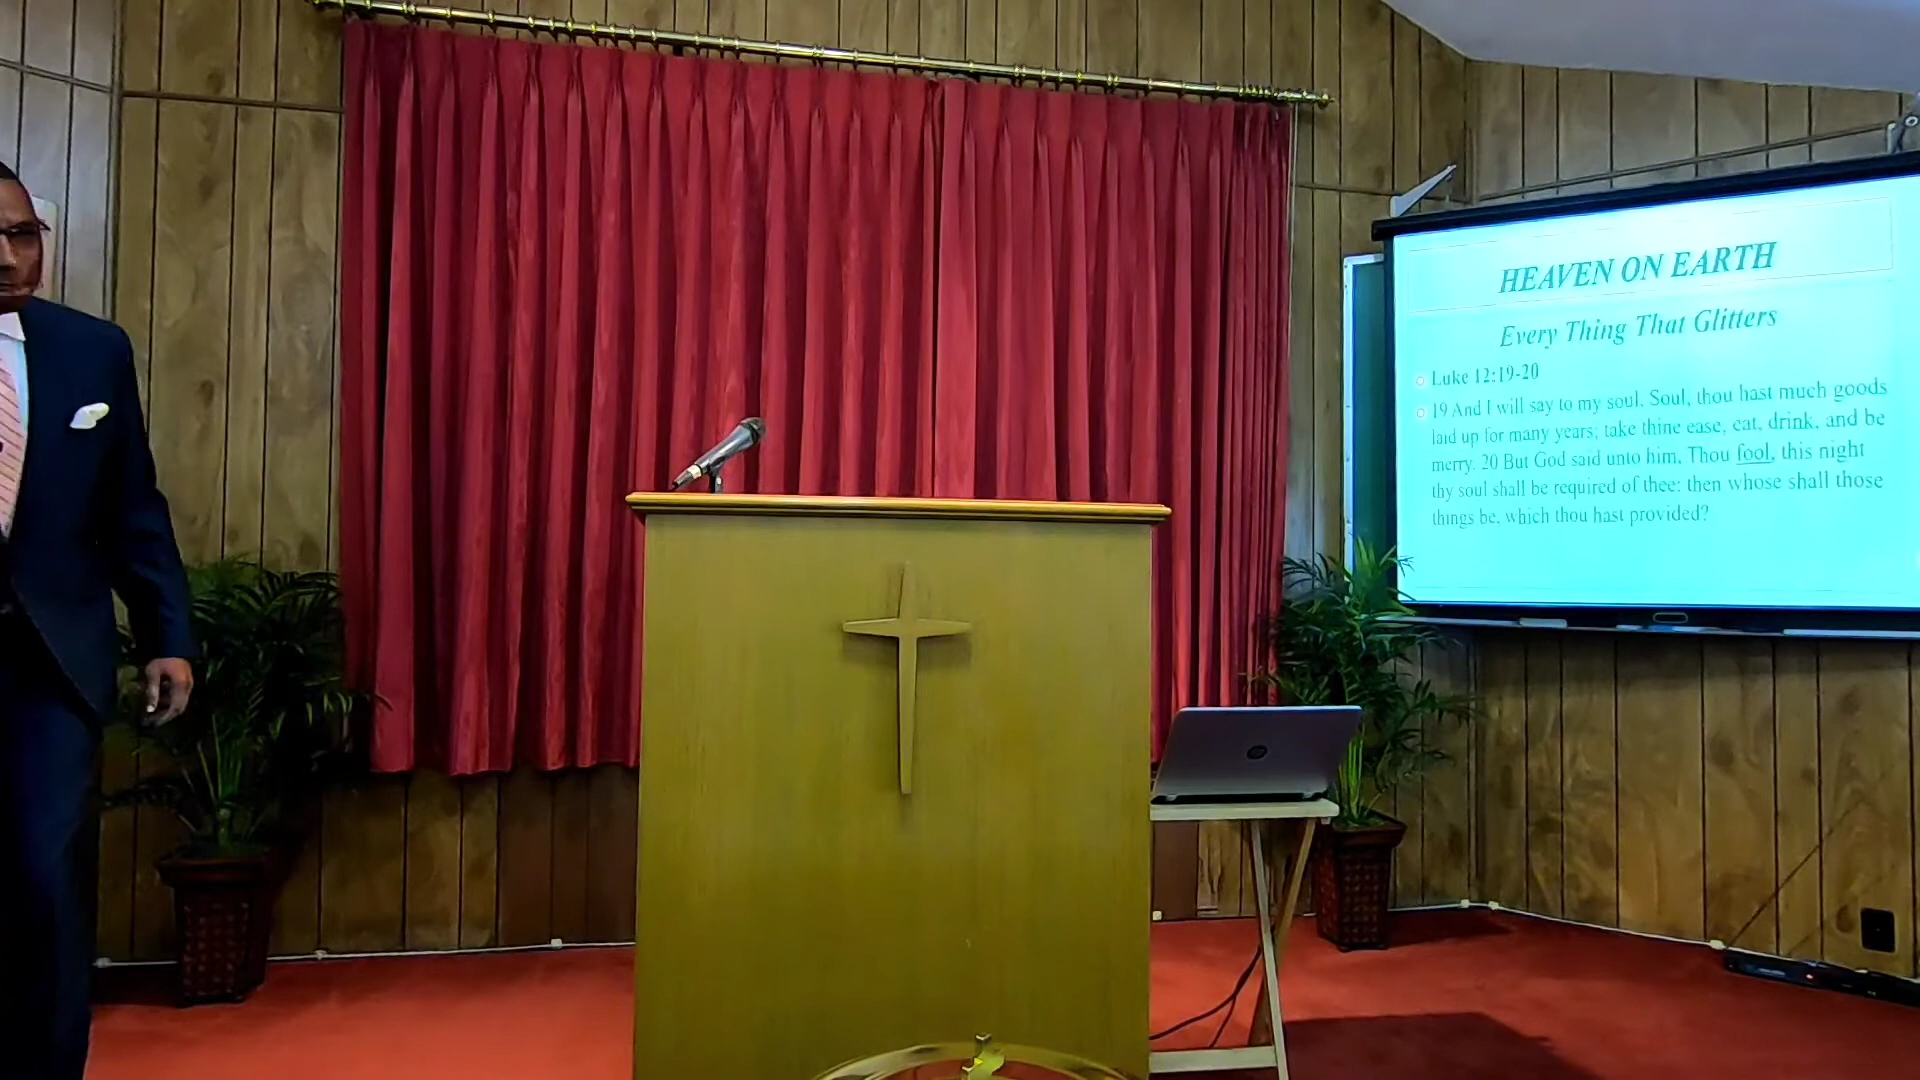 HEAVEN ON EARTH
Every Thing That Glitters
Luke 12:19-20
19 And I will say to my soul, Soul, thou hast much goods
laid up for many years; take thine ease, eat, drink, and be
merry. 20 But God said unto him, Thou fool, this night
thy soul shall be required of thee: then whose shall those
things be, which thou hast provided?
hp